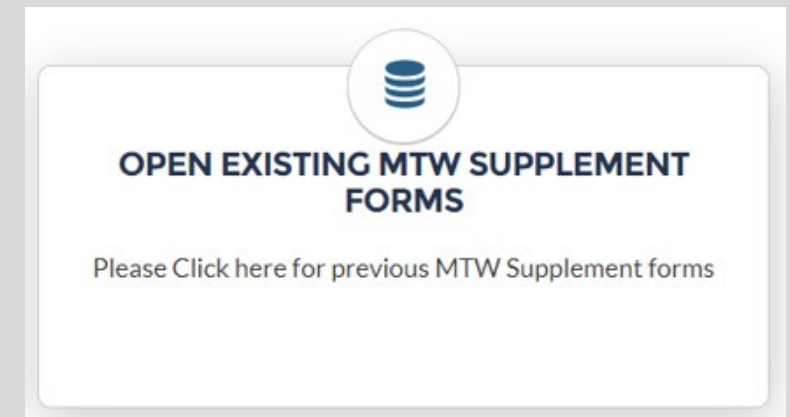 OPEN EXISTING MTW SUPPLEMENT
FORMS
Please Click here for previous MTW Supplement forms